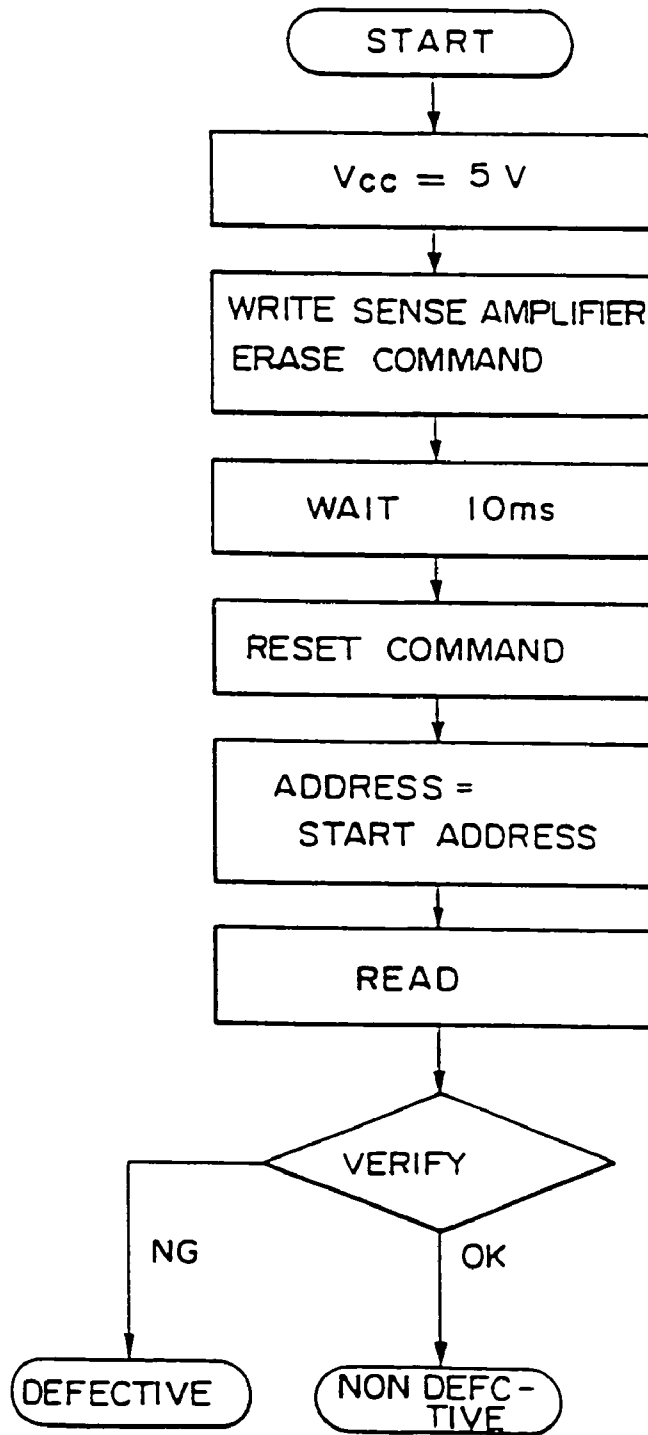 START
Vcc = 5 V
WRITE SENSE AMPLIFIER
ERASE COMMAND
WAIT 10ms
RESET COMMAND
ADDRESS =
START ADDRESS
READ
VERIFY
NG
OK
DEFECTIVE
NON DEFC-
TIVE